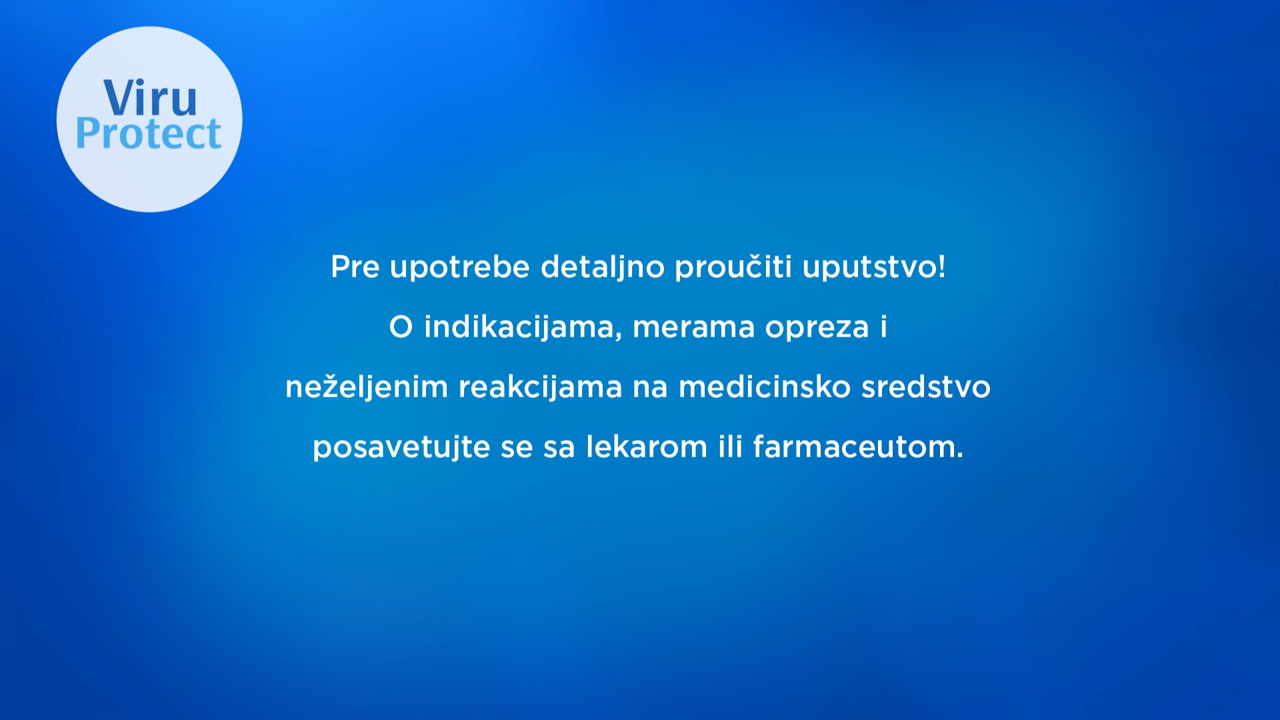 Viru
Protect
Pre upotrebe detaljno proučiti uputstvo!
O indikacijama, merama opreza i
neželjenim reakcijama na medicinsko sredstvo
posavetujte se sa lekarom ili farmaceutom.